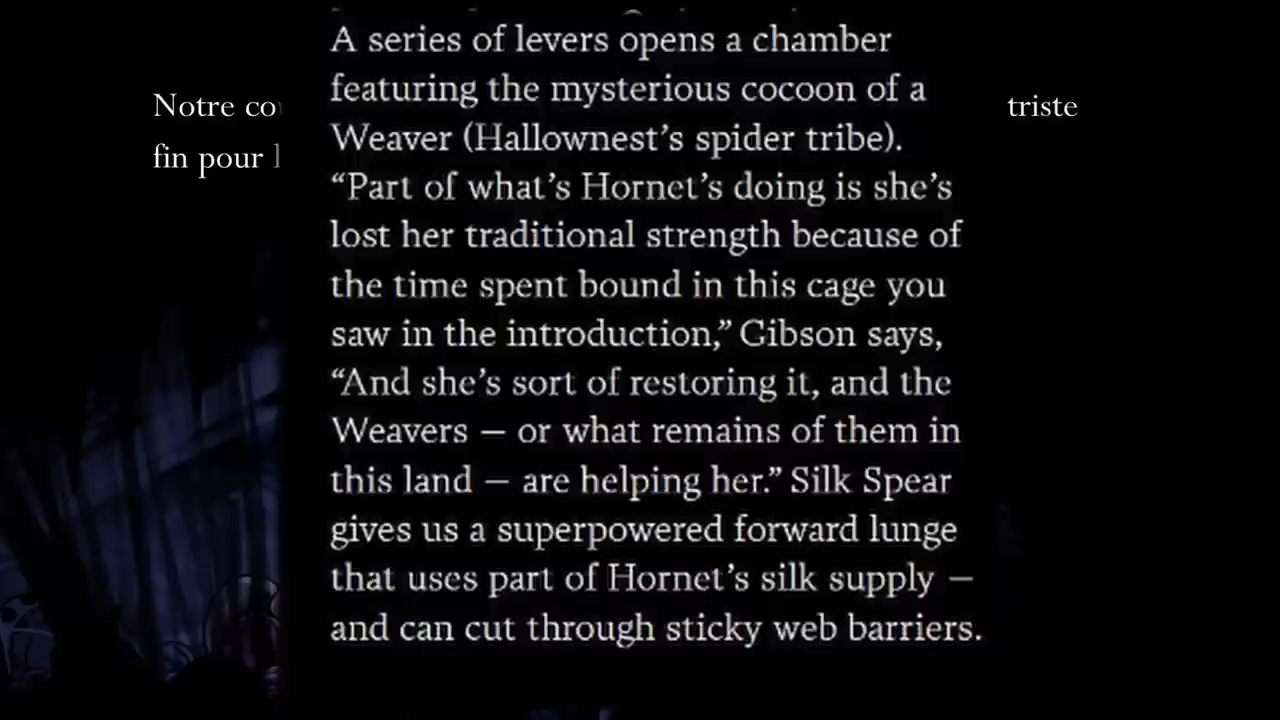 A series of levers opens a chamber
featuring the mysterious cocoon of a
Weaver (Hallownest’s spider tribe).
“Part of what’s Hornet’s doing is she’s
lost her traditional strength because of
the time spent bound in this cage you
saw in the introduction,” Gibson says,
“And she’s sort of restoring it, and the
Weavers — or what remains of them in
this land — are helping her.” Silk Spear
gives us a superpowered forward lunge
that uses part of Hornet’s silk supply —
and can cut through sticky web barriers.
Notre triste
fin pour